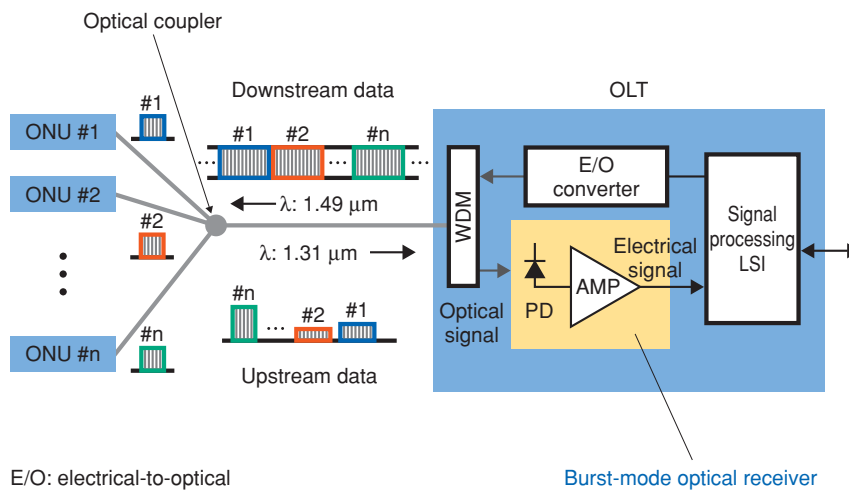 Optical coupler
Downstream data
OLT
#1
ONU #1
#1
#2
#n
···
···
···
E/O
converter
Signal
processing
LSI
WDM
ONU #2
λ: 1.49 μm
#2
λ: 1.31 μm
Electrical
signal
AMP
PD
Optical
signal
#n
···
#2
#1
ONU #n
#n
Upstream data
E/O: electrical-to-optical
Burst-mode optical receiver